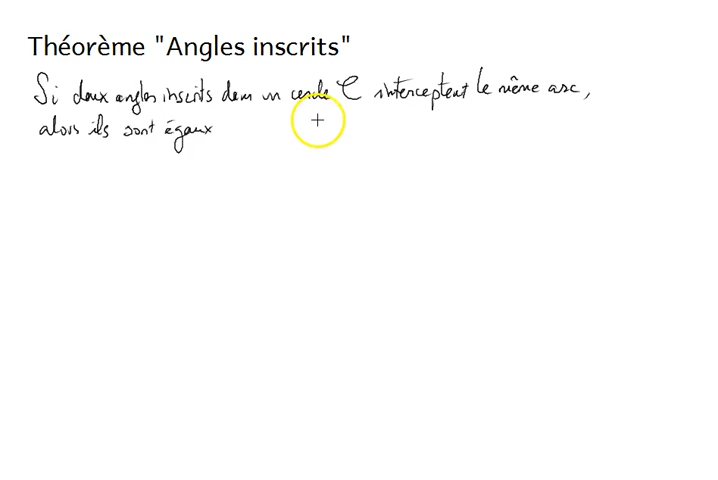 Théorème "Angles inscrits"
Si deux angles inscrits dans un cercle C interceptent le même arc,
alors ils sont égaux